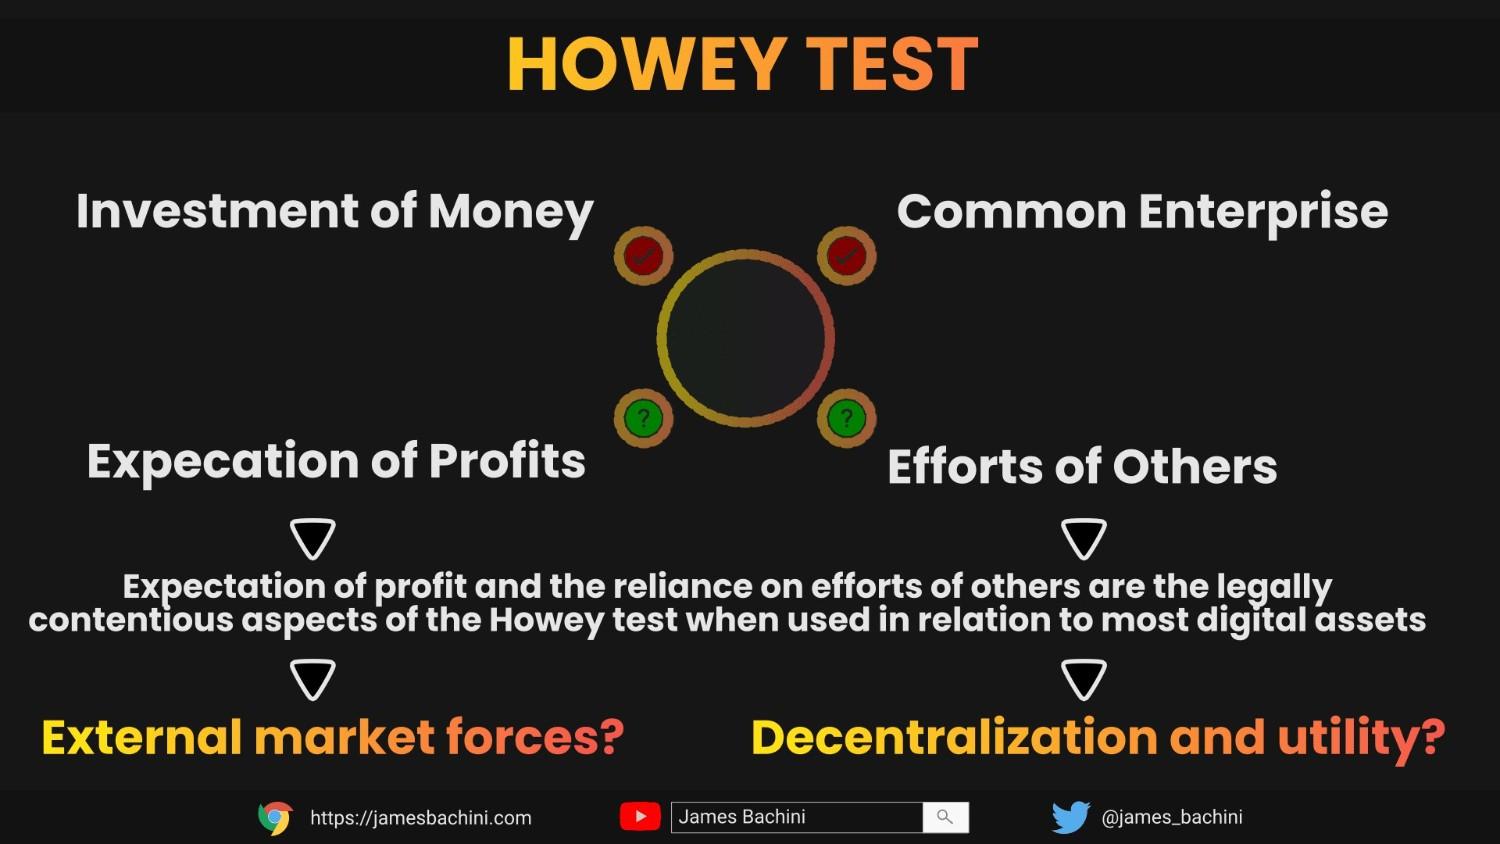 HOWEY TEST
Investment of Money
Common Enterprise
?
?
Expecation of Profits
Efforts of Others
Expectation of profit and the reliance on efforts of others are the legally
contentious aspects of the Howey test when used in relation to most digital assets
External market forces?
Decentralization and utility?
https://jamesbachini.com
James Bachini
@james_bachini